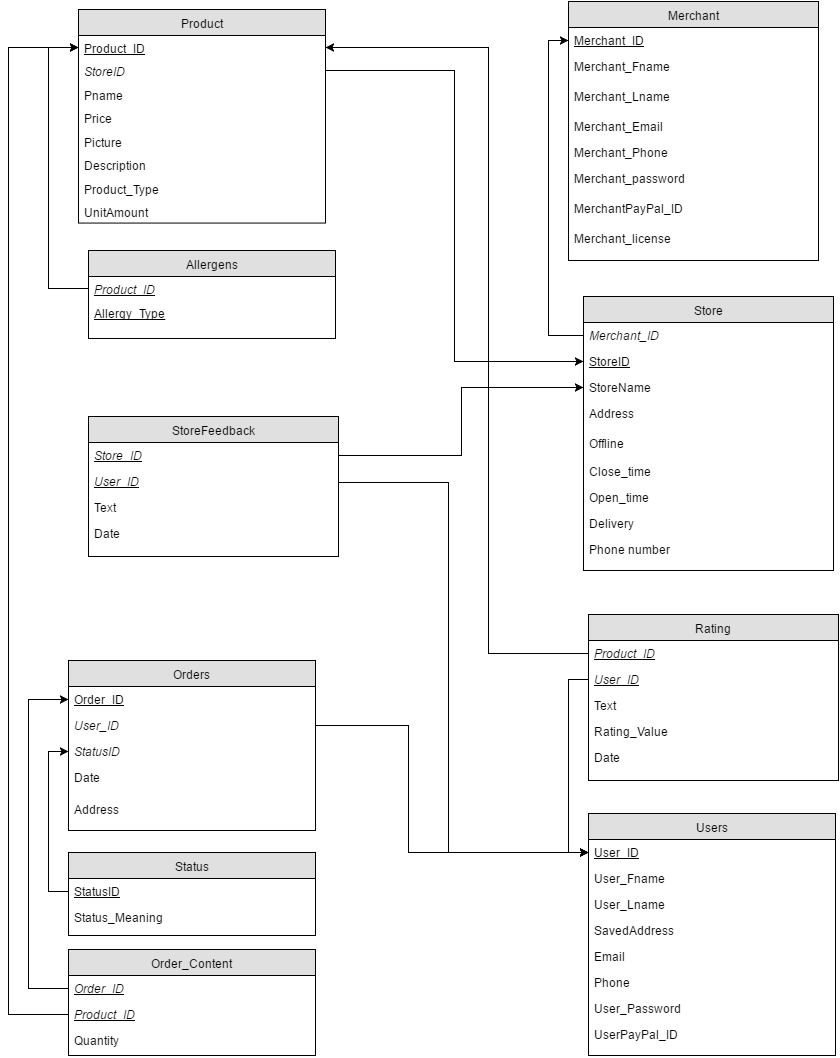 Product
Product_ID
StoreID
Pname
Price
Picture
Description
Product_Type
UnitAmount
Merchant
Merchant_ID
Merchant_Fname
Merchant_Lname
Merchant_Email
Merchant_Phone
Merchant_password
MerchantPayPal_ID
Merchant_license
Allergens
Product_ID
Allergy_Type
Store
Merchant_ID
StoreID
StoreName
Address
Offline
Close_time
Open_time
Delivery
Phone number
StoreFeedback
Store_ID
User_ID
Text
Date
Rating
Product_ID
User_ID
Text
Rating_Value
Date
Orders
Order_ID
User_ID
StatusID
Date
Address
Users
User_ID
User_Fname
User_Lname
SavedAddress
Email
Phone
User_Password
UserPayPal_ID
Status
StatusID
Status_Meaning
Order_Content
Order_ID
Product_ID
Quantity